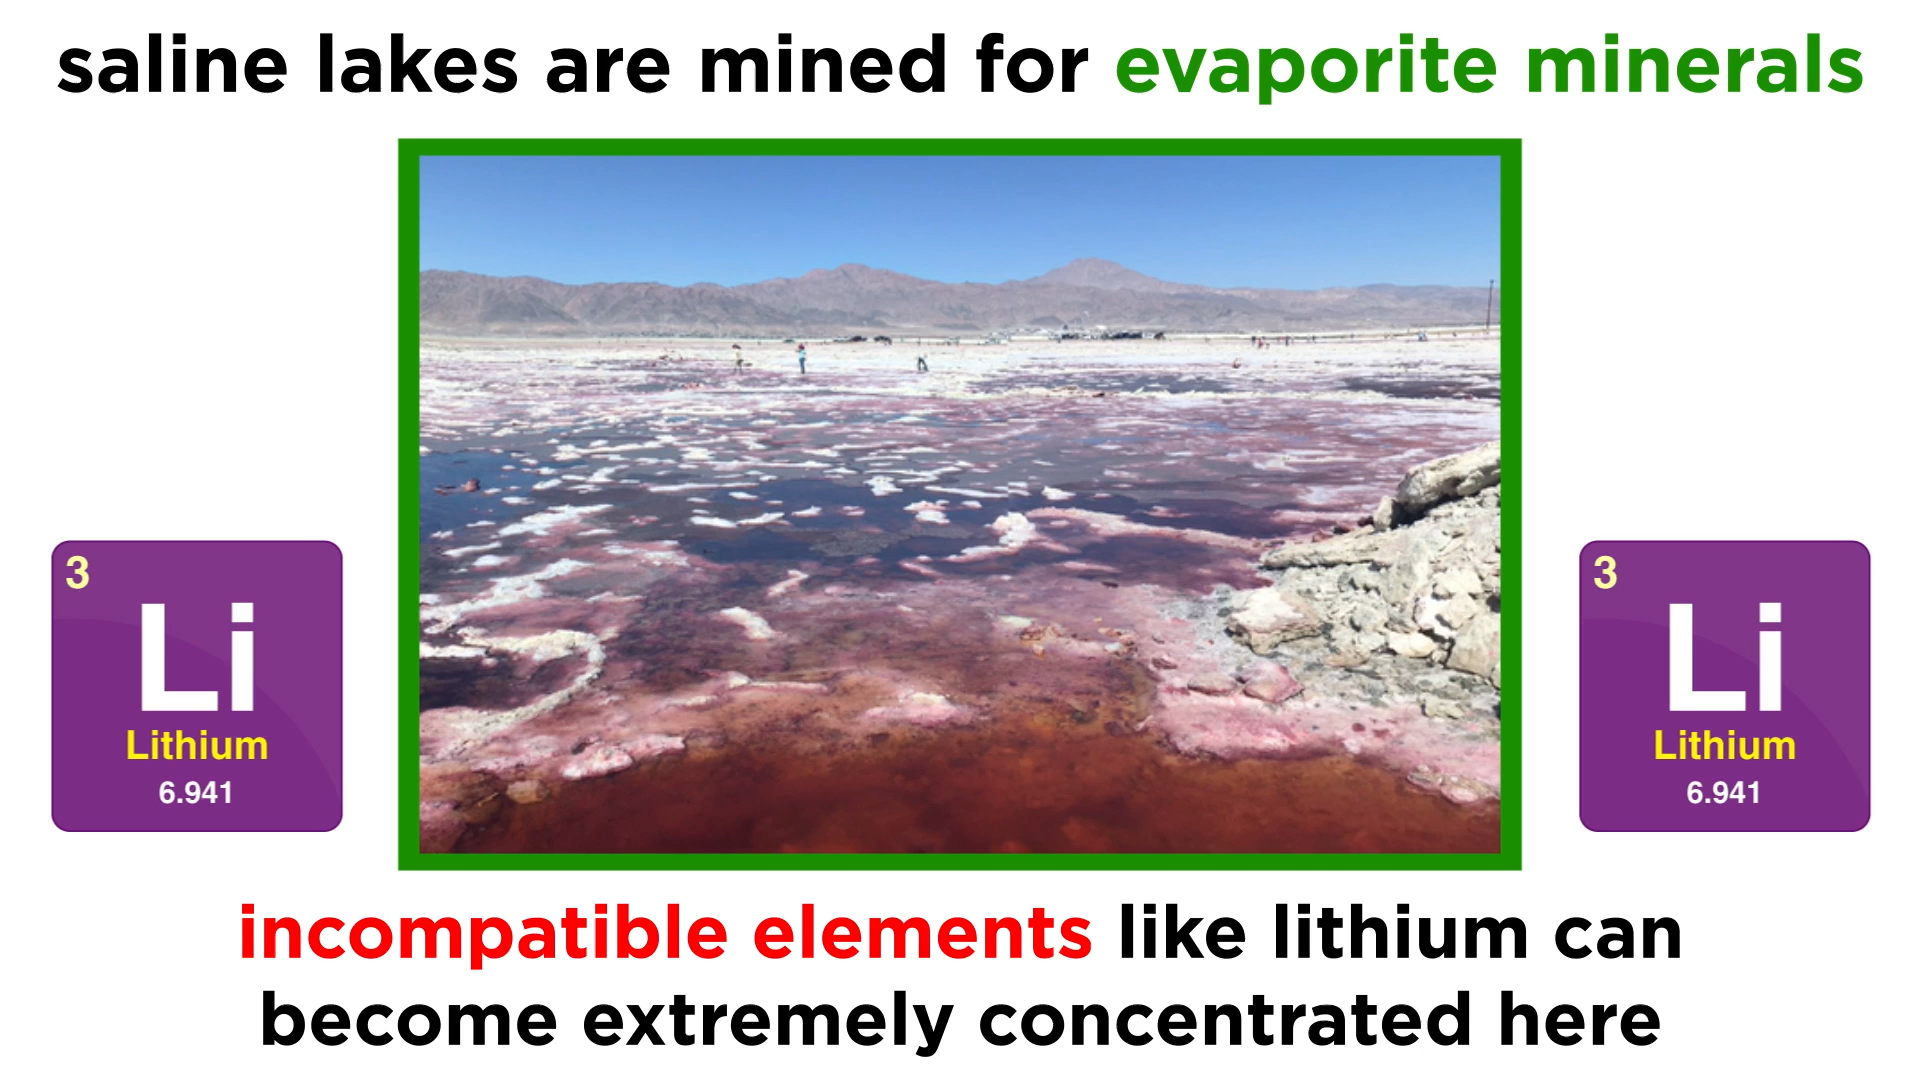 saline lakes are mined for evaporite minerals
3
Li
Lithium
6.941
3
Li
Lithium
6.941
incompatible elements like lithium can
become extremely concentrated here